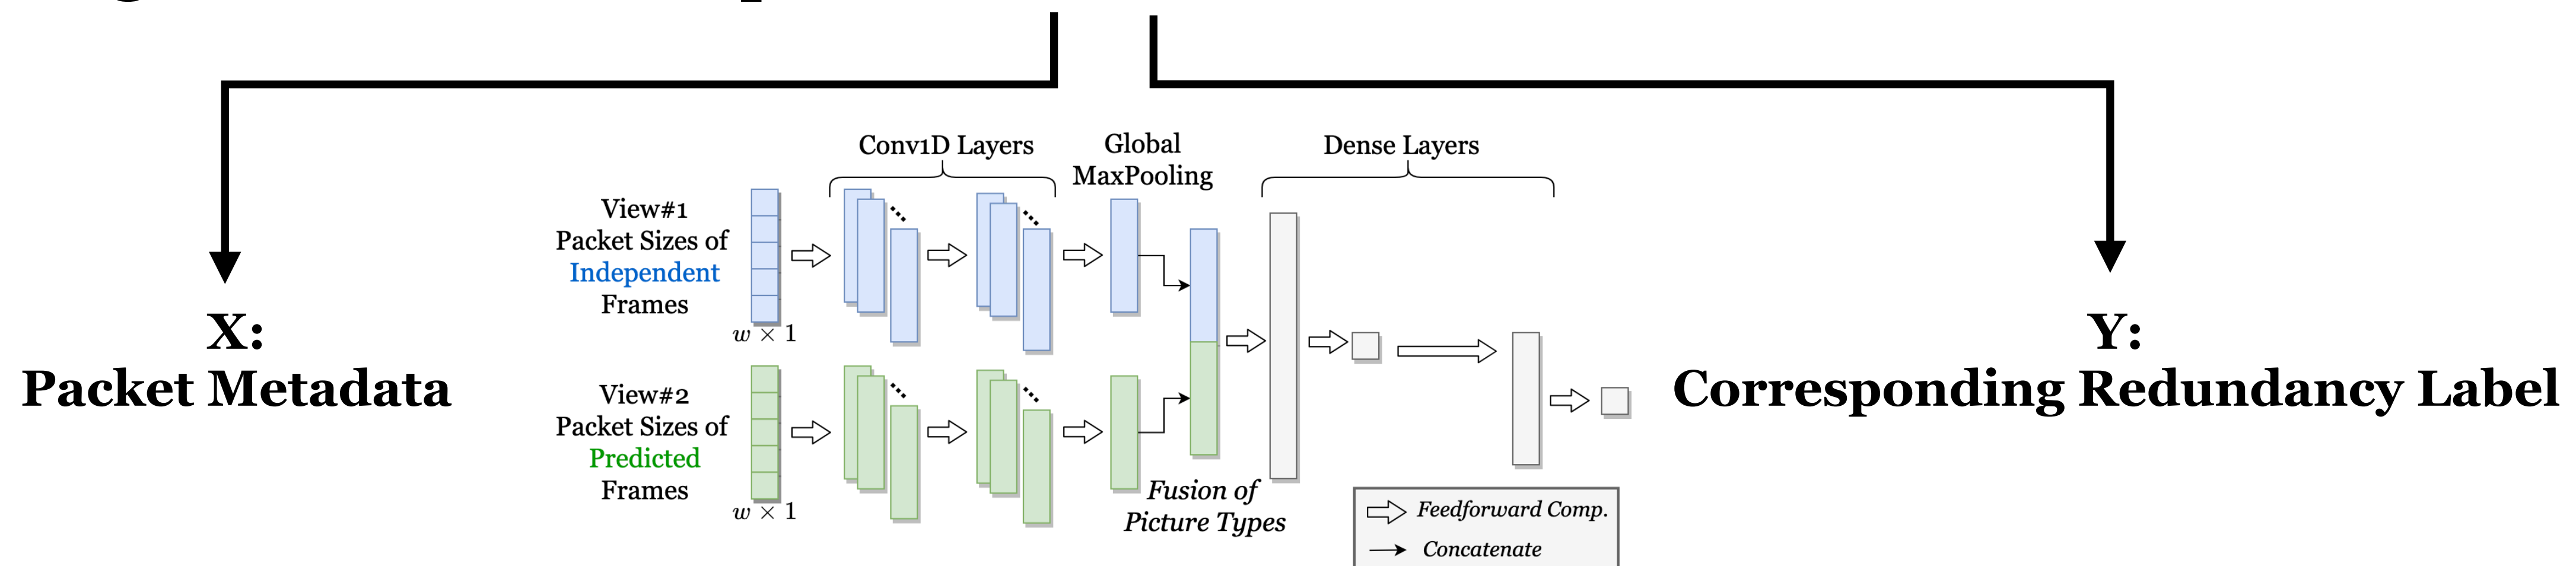 Conv1D Layers
Global
MaxPooling
Dense Layers
View#1
Packet Sizes of
Independent
Frames
w × 1
X:
Packet Metadata
Y:
Corresponding Redundancy Label
View#2
Packet Sizes of
Predicted
Frames
w × 1
Fusion of
Picture Types
Feedforward Comp.
Concatenate